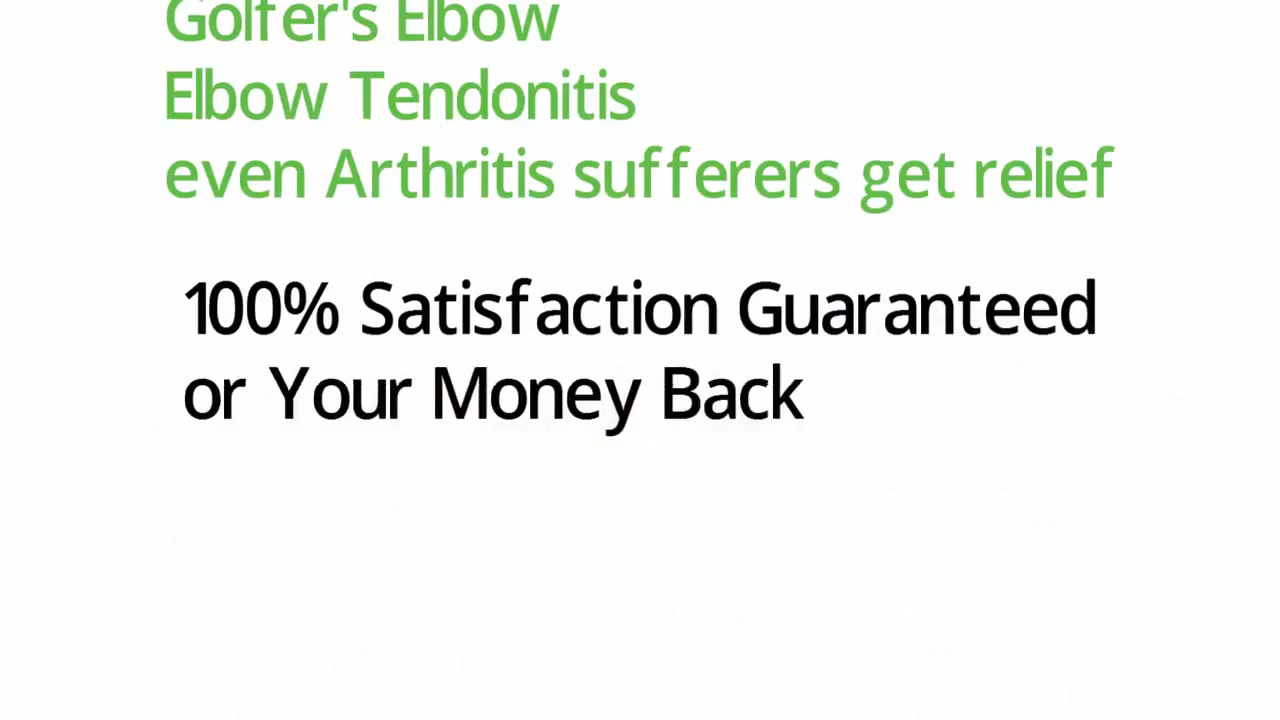 Golfer's Elbow
Elbow Tendonitis
even Arthritis sufferers get relief
100% Satisfaction Guaranteed
or Your Money Back